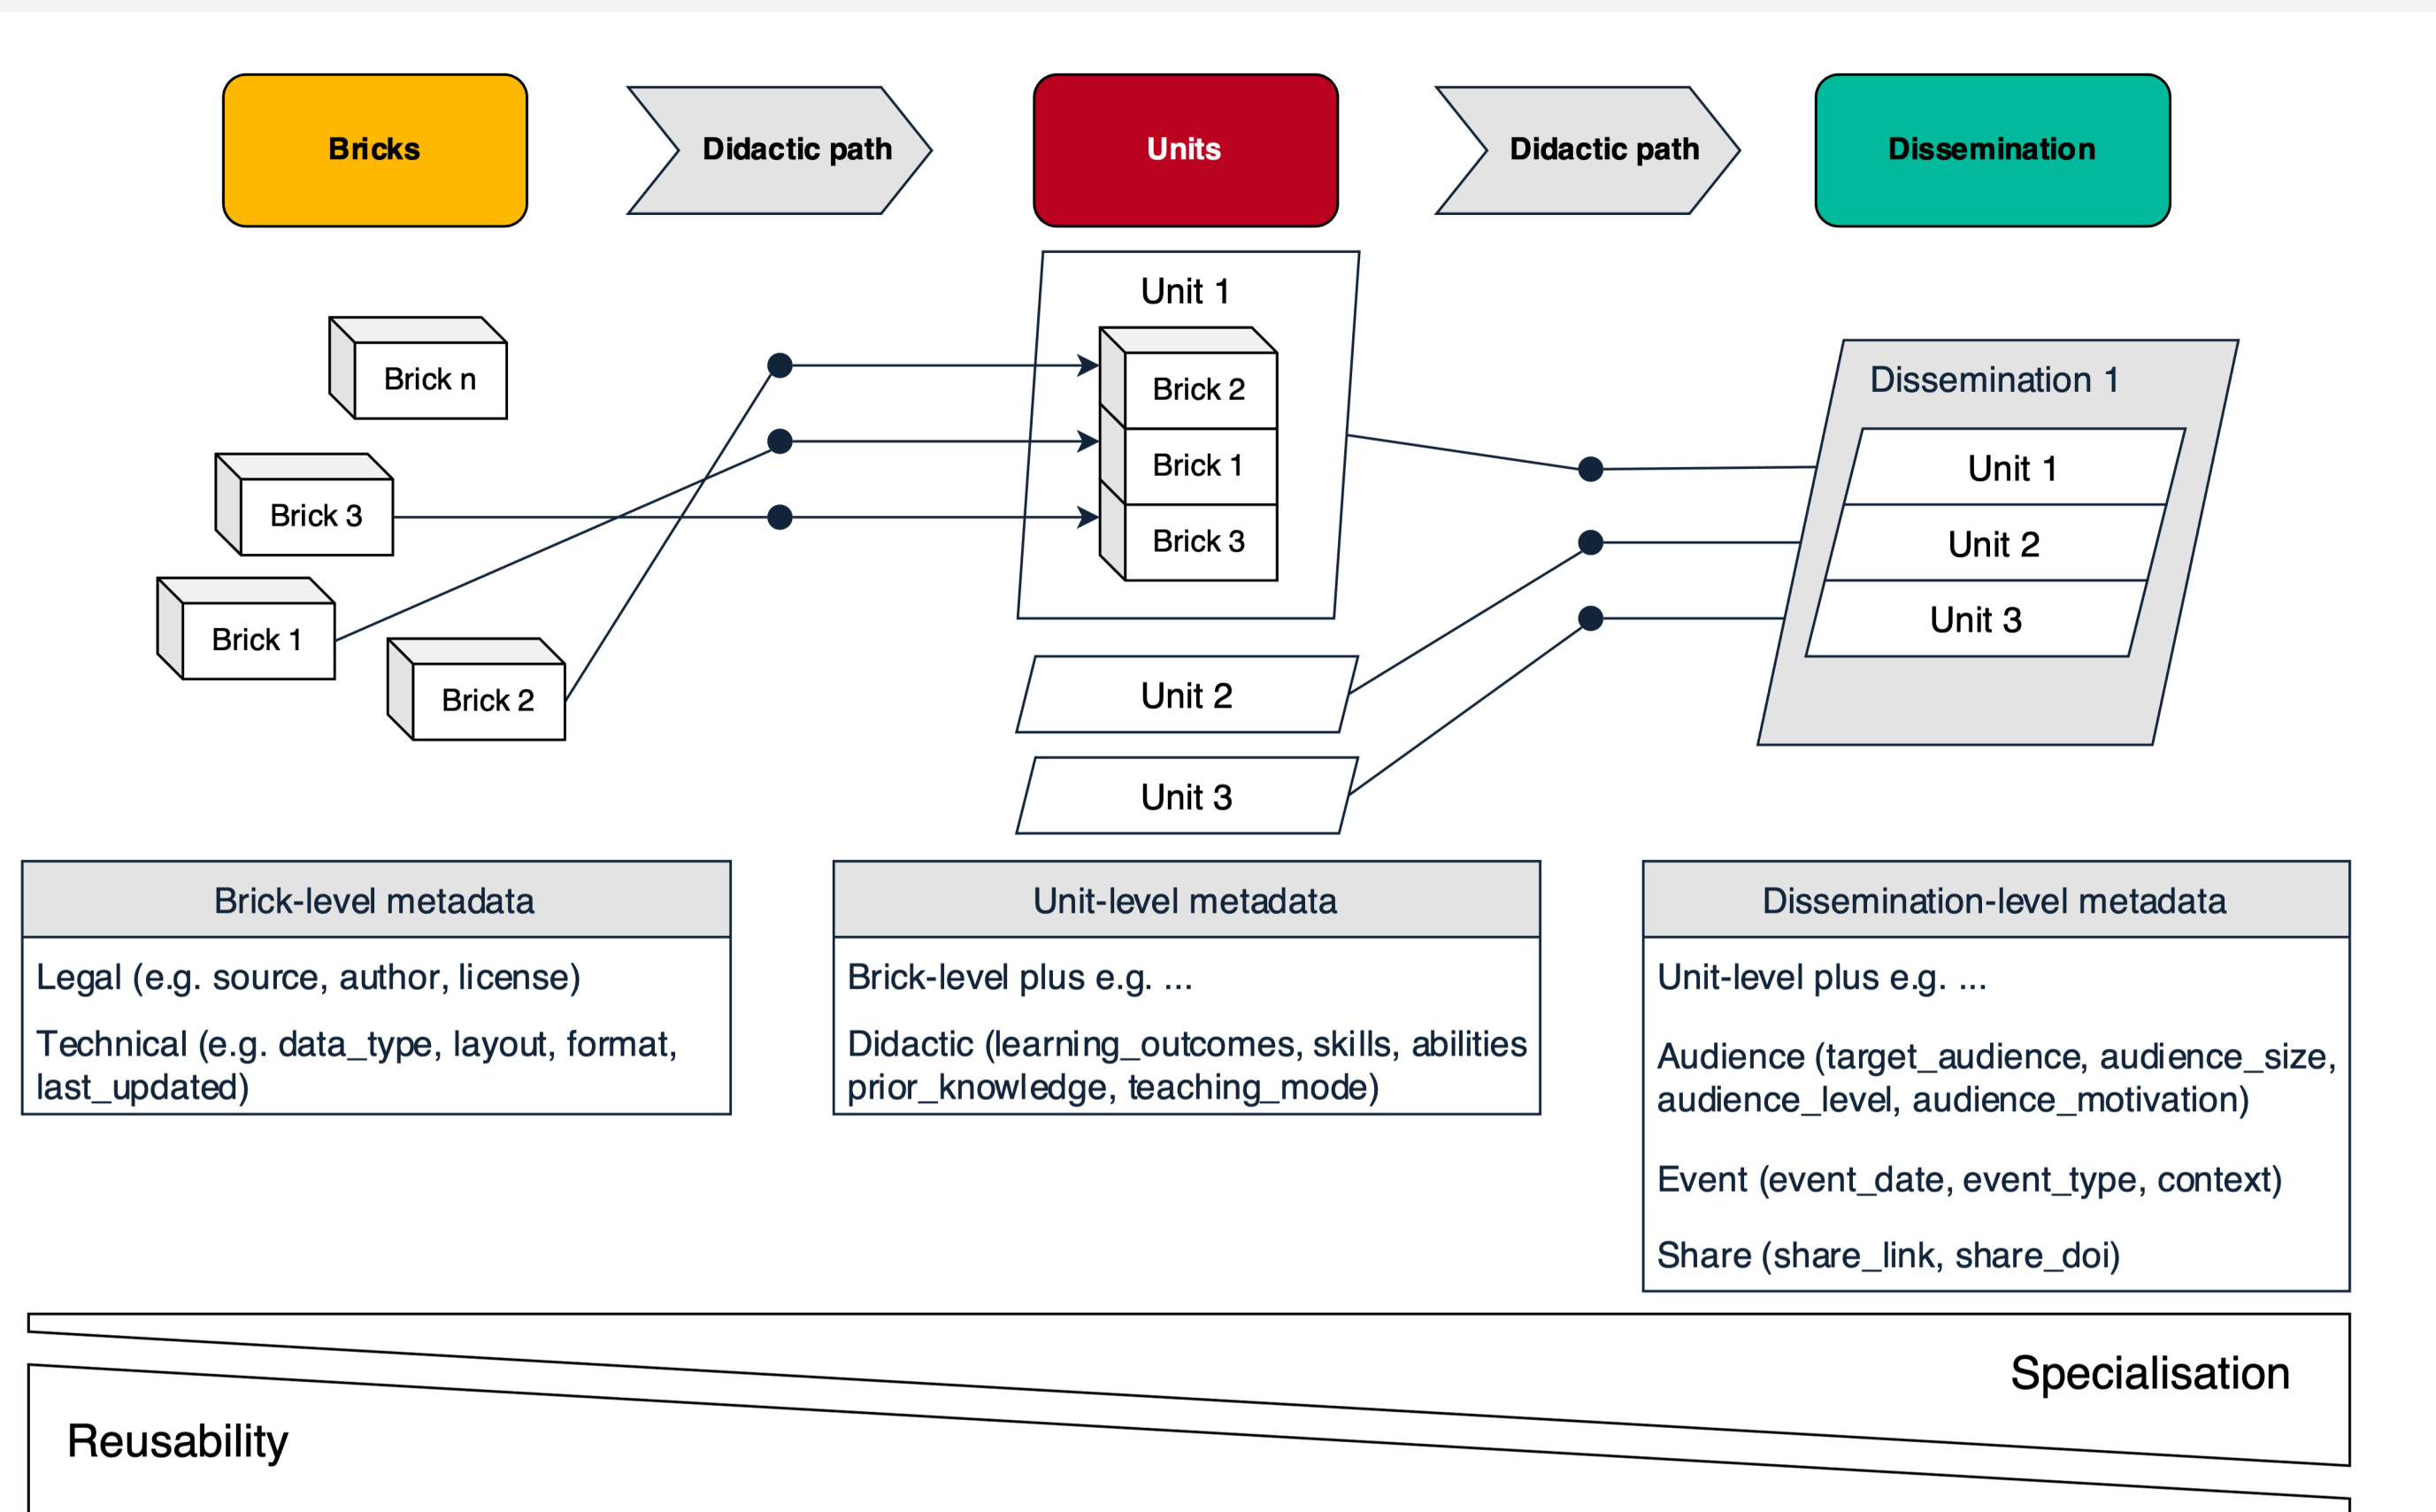 Bricks
Didactic path
Units
Didactic path
Dissemination
Brick n
Brick 3
Brick 1
Brick 2
Unit 1
Brick 2
Brick 1
Brick 3
Unit 2
Unit 3
Dissemination 1
Unit 1
Unit 2
Unit 3
Brick-level metadata
Legal (e.g. source, author, license)
Technical (e.g. data_type, layout, format,
last_updated)
Unit-level metadata
Brick-level plus e.g. ...
Didactic (learning_outcomes, skills, abilities
prior_knowledge, teaching_mode)
Dissemination-level metadata
Unit-level plus e.g. ...
Audience (target_audience, audience_size,
audience_level, audience_motivation)
Event (event_date, event_type, context)
Share (share_link, share_doi)
Specialisation
Reusability